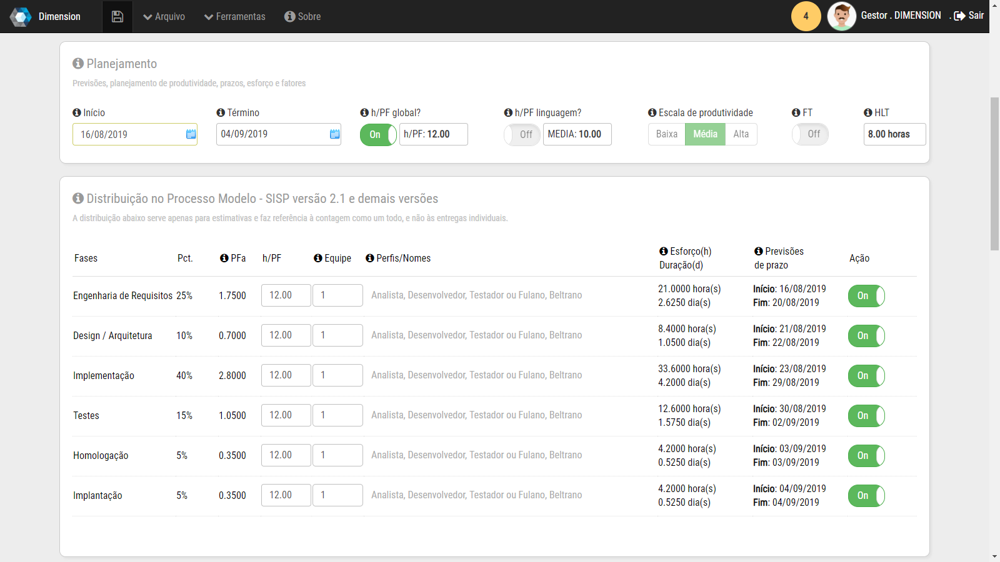 Dimension Arquivo Ferramentas Sobre 4 Gestor . DIMENSION . Sair
Planejamento
Previsões, planejamento de produtividade, prazos, esforço e fatores
Início Término h/PF global? h/PF linguagem? Escala de produtividade FT HLT
16/08/2019 04/09/2019 On h/PF: 12.00 Off MEDIA: 10.00 Baixa Média Alta Off 8.00 horas
Distribuição no Processo Modelo - SISP versão 2.1 e demais versões
A distribuição abaixo serve apenas para estimativas e faz referência à contagem como um todo, e não às entregas individuais.
Fases Pct. PFa h/PF Equipe Perfis/Nomes Esforço(h) Previsões Ação
Duração(d) de prazo
Engenharia de Requisitos 25% 1.7500 12.00 1 Analista, Desenvolvedor, Testador ou Fulano, Beltrano 21.0000 hora(s) Início: 16/08/2019 On
2.6250 dia(s) Fim: 20/08/2019
Design / Arquitetura 10% 0.7000 12.00 1 Analista, Desenvolvedor, Testador ou Fulano, Beltrano 8.4000 hora(s) Início: 21/08/2019 On
1.0500 dia(s) Fim: 22/08/2019
Implementação 40% 2.8000 12.00 1 Analista, Desenvolvedor, Testador ou Fulano, Beltrano 33.6000 hora(s) Início: 23/08/2019 On
4.2000 dia(s) Fim: 29/08/2019
Testes 15% 1.0500 12.00 1 Analista, Desenvolvedor, Testador ou Fulano, Beltrano 12.6000 hora(s) Início: 30/08/2019 On
1.5750 dia(s) Fim: 02/09/2019
Homologação 5% 0.3500 12.00 1 Analista, Desenvolvedor, Testador ou Fulano, Beltrano 4.2000 hora(s) Início: 03/09/2019 On
0.5250 dia(s) Fim: 03/09/2019
Implantação 5% 0.3500 12.00 1 Analista, Desenvolvedor, Testador ou Fulano, Beltrano 4.2000 hora(s) Início: 04/09/2019 On
0.5250 dia(s) Fim: 04/09/2019